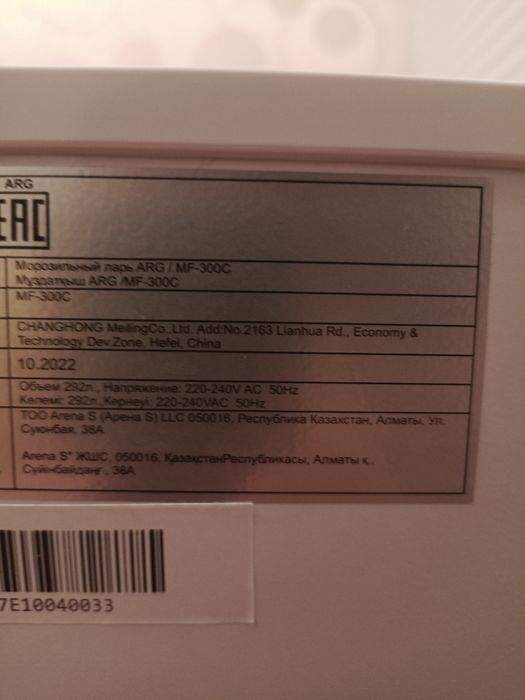 ARG
EAC
Морозильный ларь ARG / MF-300C
Мұздатқыш ARG /MF-300C
MF-300C
CHANGHONG MeilingCo.,Ltd. Add:No.2163 Lianhua Rd., Economy &
Technology Dev.Zone, Hefei, China
10.2022
Объем 292л., Напряжение: 220-240V AC 50Hz
Көлемі: 292л.,Кернеуі: 220-240VAC 50Hz
ТОО Arena S (Арена S) LLC 050016, Республика Казахстан, Алматы, Ул.
Суюнбая, 38А
Arena S" ЖШС, 050016, ҚазақстанРеспубликасы, Алматы қ.,
38А
7E10040033